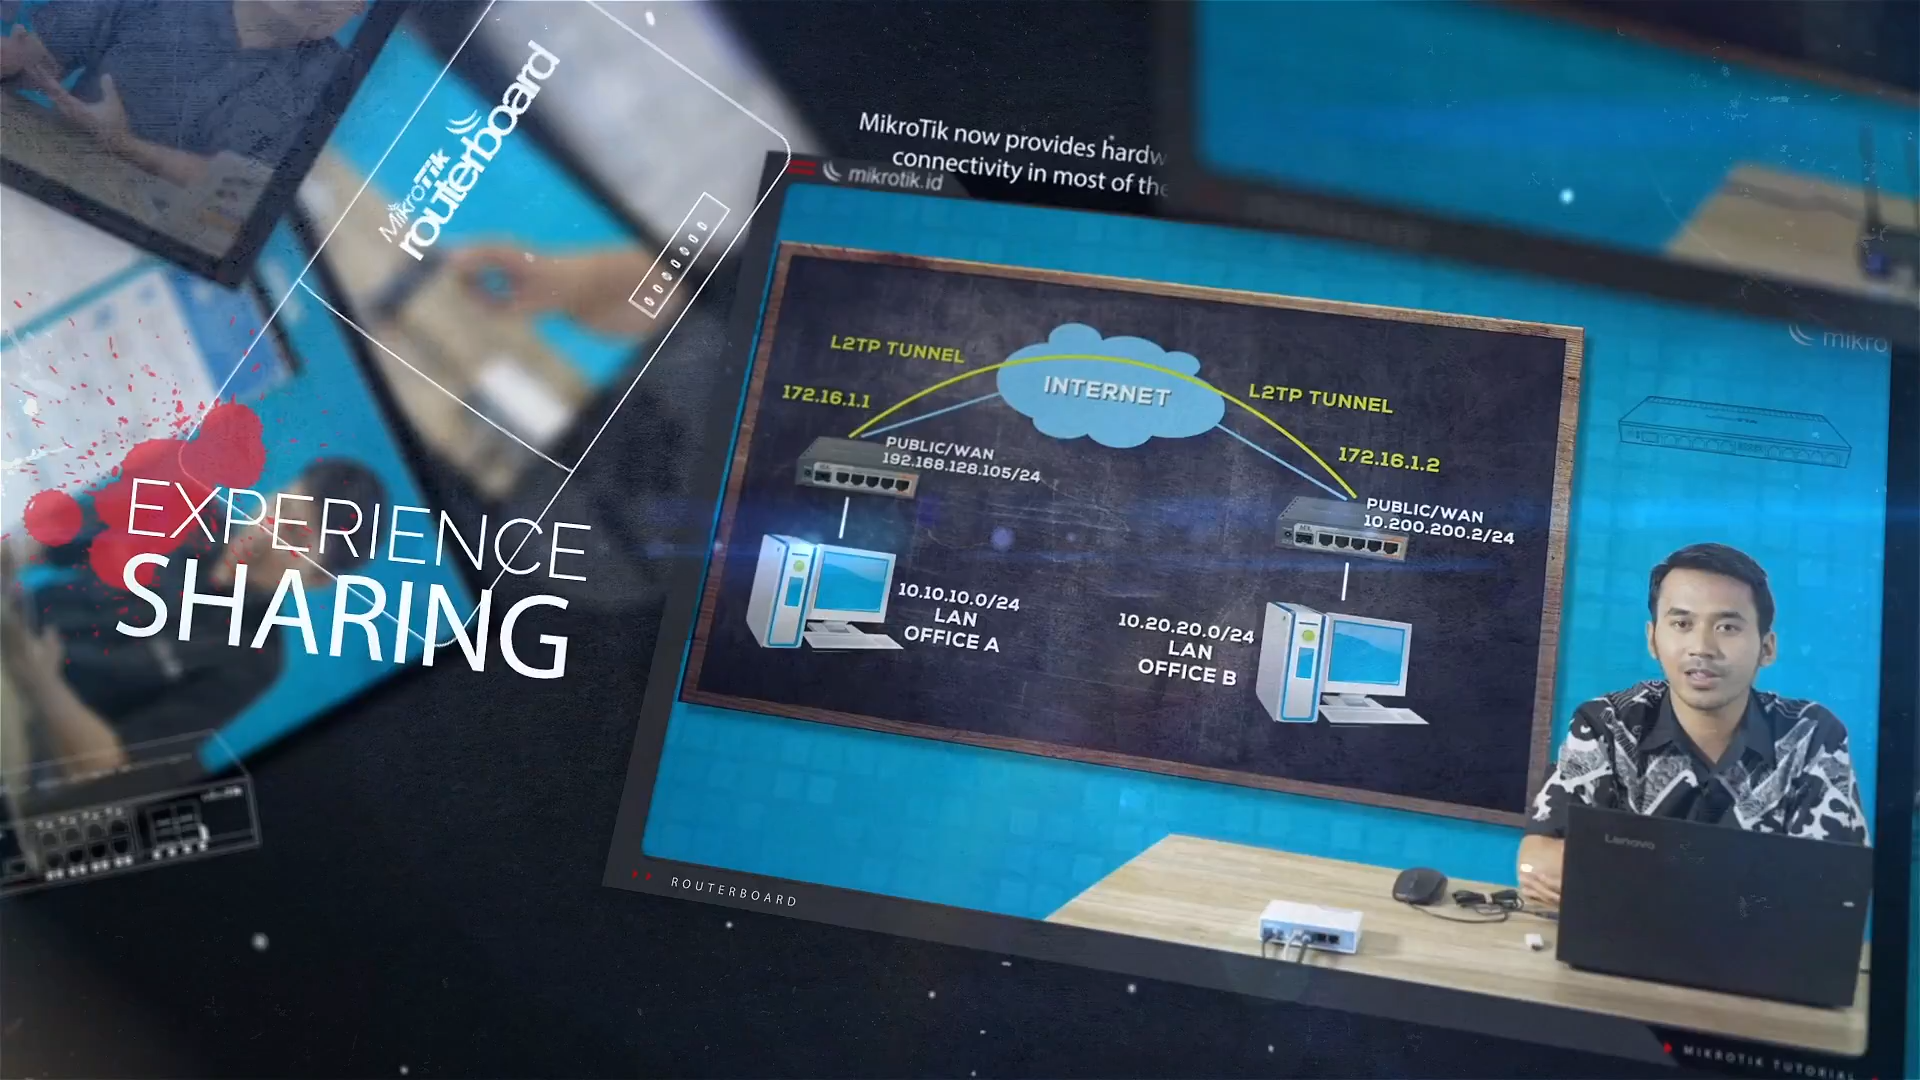 MikroTik
routerboard
EXPERIENCE
SHARING
MikroTik now provides
connectivity in most of the
mikrotik.id
L2TP TUNNEL
172.16.1.1
INTERNET
L2TP TUNNEL
172.16.1.2
PUBLIC/WAN
192.168.128.105/24
PUBLIC/WAN
10.200.200.2/24
10.10.10.0/24
LAN
OFFICE A
10.20.20.0/24
LAN
OFFICE B
mikro
Lenovo
ROUTERBOARD
MIKROTIK TUTORIAL